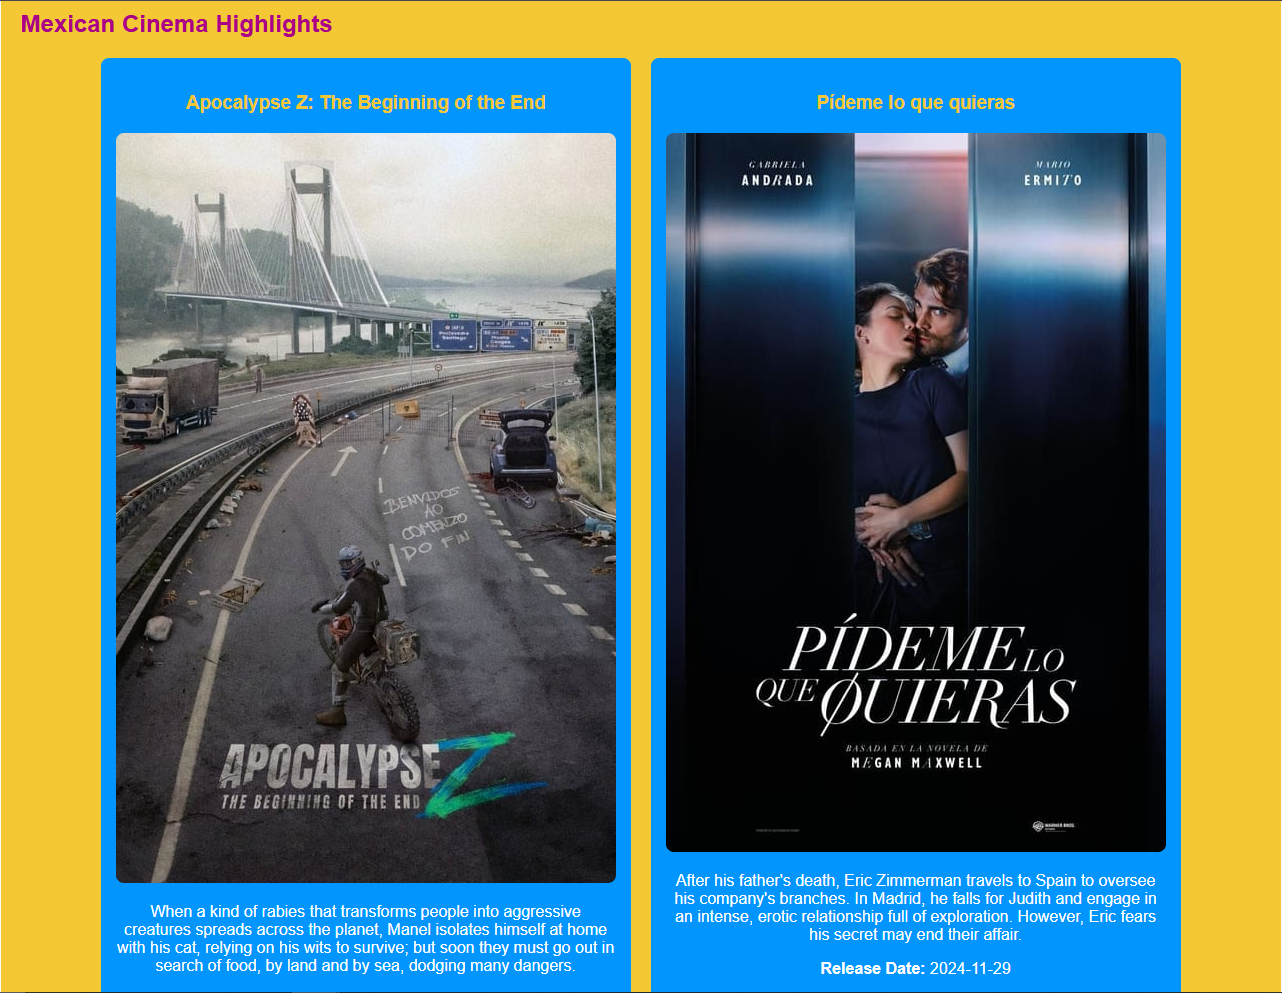 Mexican Cinema Highlights
Apocalypse Z: The Beginning of the End
BENVIDOS
AO
COMENZO
DO FIN
APOCALYPSE Z
THE BEGINNING OF THE END
When a kind of rabies that transforms people into aggressive
creatures spreads across the planet, Manel isolates himself at home
with his cat, relying on his wits to survive; but soon they must go out in
search of food, by land and by sea, dodging many dangers.
Pídeme lo que quieras
GABRIELA
ANDRADA
MARIO
ERMITO
PÍDEME LO
QUE QUIERAS
BASADA EN LA NOVELA DE
MEGAN MAXWELL
WARNER BROS.
After his father's death, Eric Zimmerman travels to Spain to oversee
his company's branches. In Madrid, he falls for Judith and engage in
an intense, erotic relationship full of exploration. However, Eric fears
his secret may end their affair.
Release Date: 2024-11-29